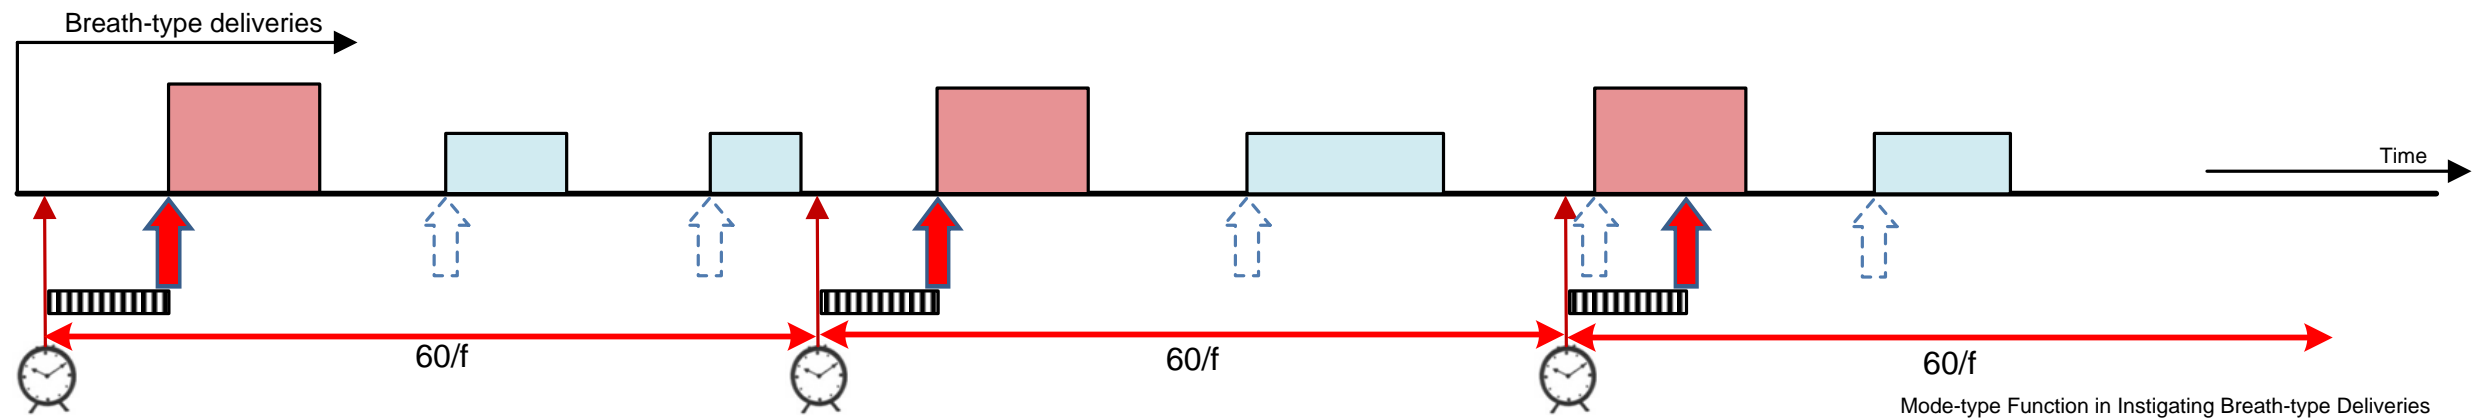 Breath-type deliveries
Time
60/f
60/f
60/f
Mode-type Function in Instigating Breath-type Deliveries